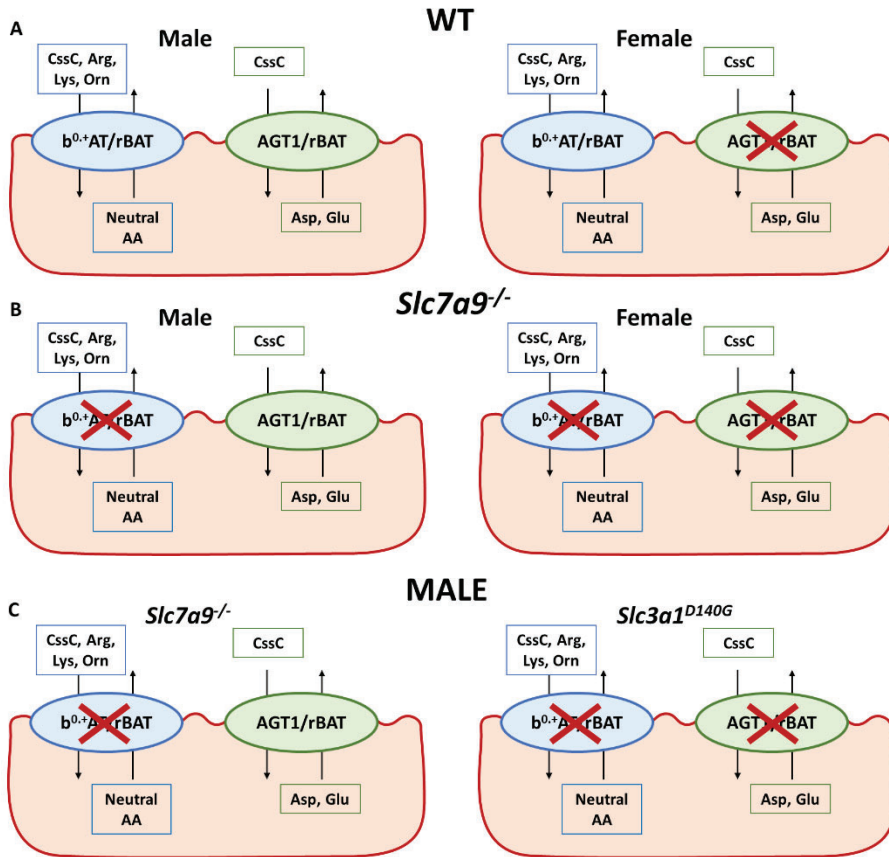 A
WT
Male
Female
CssC, Arg,
Lys, Orn
CssC
CssC, Arg,
Lys, Orn
CssC
b⁰·⁺AT/rBAT
AGT1/rBAT
b⁰·⁺AT/rBAT
AGT1/rBAT
Neutral
AA
Asp, Glu
Neutral
AA
Asp, Glu
B
Slc7a9⁻/⁻
Male
Female
CssC, Arg,
Lys, Orn
CssC
CssC, Arg,
Lys, Orn
CssC
b⁰·⁺AT/rBAT
AGT1/rBAT
b⁰·⁺AT/rBAT
AGT1/rBAT
Neutral
AA
Asp, Glu
Neutral
AA
Asp, Glu
C
MALE
Slc7a9⁻/⁻
Slc3a1ᴰ¹⁴⁰ᴳ
CssC, Arg,
Lys, Orn
CssC
CssC, Arg,
Lys, Orn
CssC
b⁰·⁺AT/rBAT
AGT1/rBAT
b⁰·⁺AT/rBAT
AGT1/rBAT
Neutral
AA
Asp, Glu
Neutral
AA
Asp, Glu